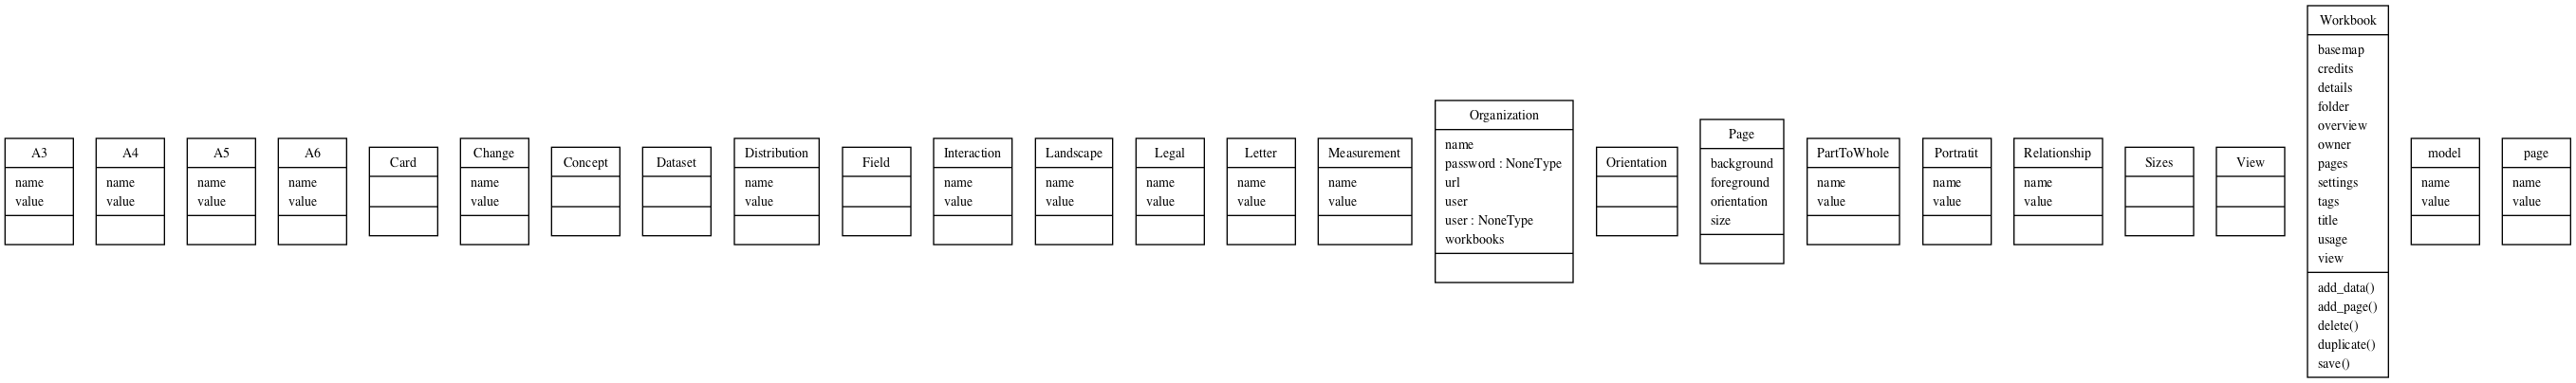 A3
name
value
A4
name
value
A5
name
value
A6
name
value
Card
Change
name
value
Concept
Dataset
Distribution
name
value
Field
Interaction
name
value
Landscape
name
value
Legal
name
value
Letter
name
value
Measurement
name
value
Organization
name
password : NoneType
url
user
user : NoneType
workbooks
Orientation
Page
background
foreground
orientation
size
PartToWhole
name
value
Portratit
name
value
Relationship
name
value
Sizes
View
Workbook
basemap
credits
details
folder
overview
owner
pages
settings
tags
title
usage
view
add_data()
add_page()
delete()
duplicate()
save()
model
name
value
page
name
value